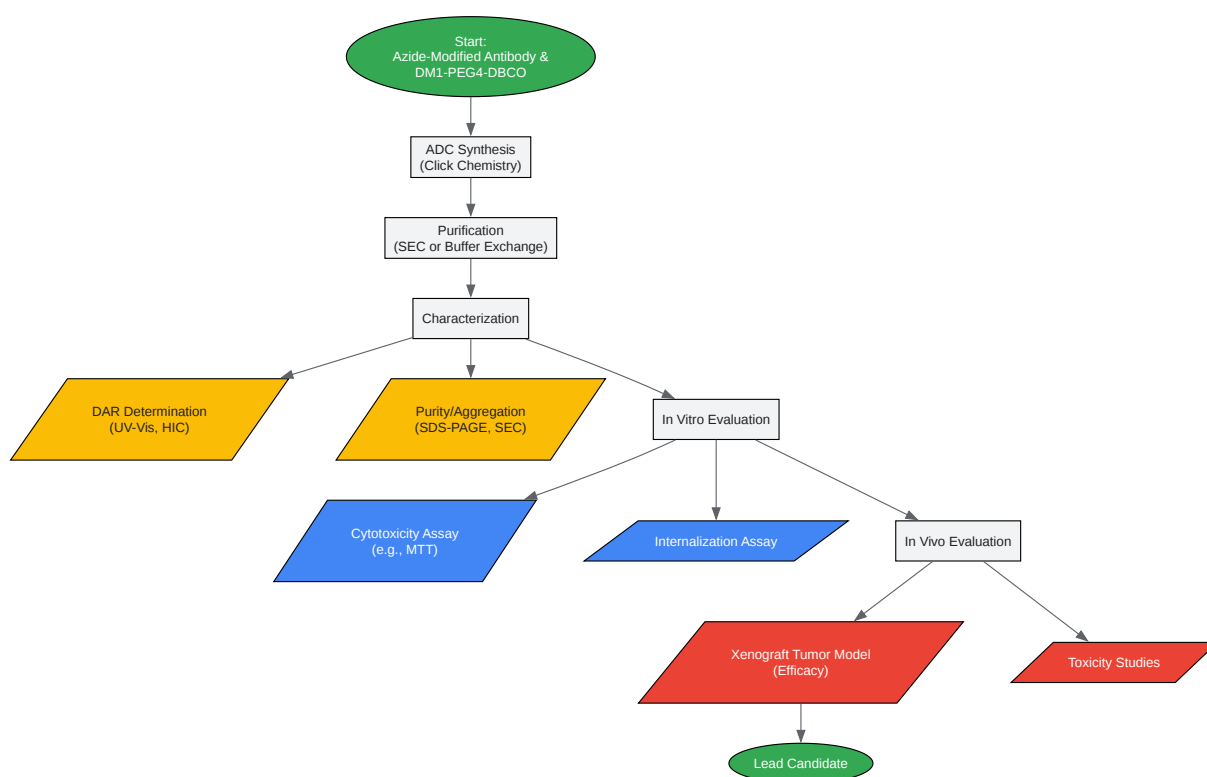 Start:
Azide-Modified Antibody &
DM1-PEG4-DBCO
ADC Synthesis
(Click Chemistry)
Purification
(SEC or Buffer Exchange)
Characterization
DAR Determination
(UV-Vis, HIC)
Purity/Aggregation
(SDS-PAGE, SEC)
In Vitro Evaluation
Cytotoxicity Assay
(e.g., MTT)
Internalization Assay
In Vivo Evaluation
Xenograft Tumor Model
(Efficacy)
Toxicity Studies
Lead Candidate